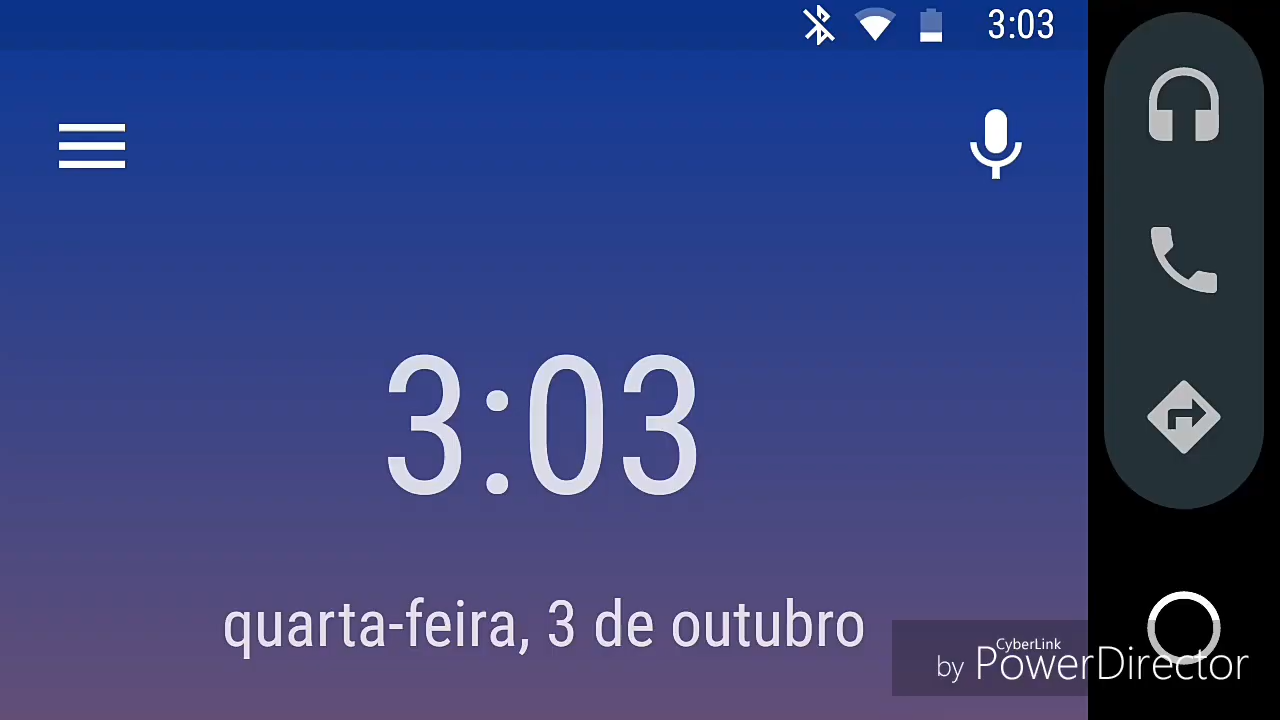 3:03
3:03
quarta-feira, 3 de outubro
CyberLink
by PowerDirector